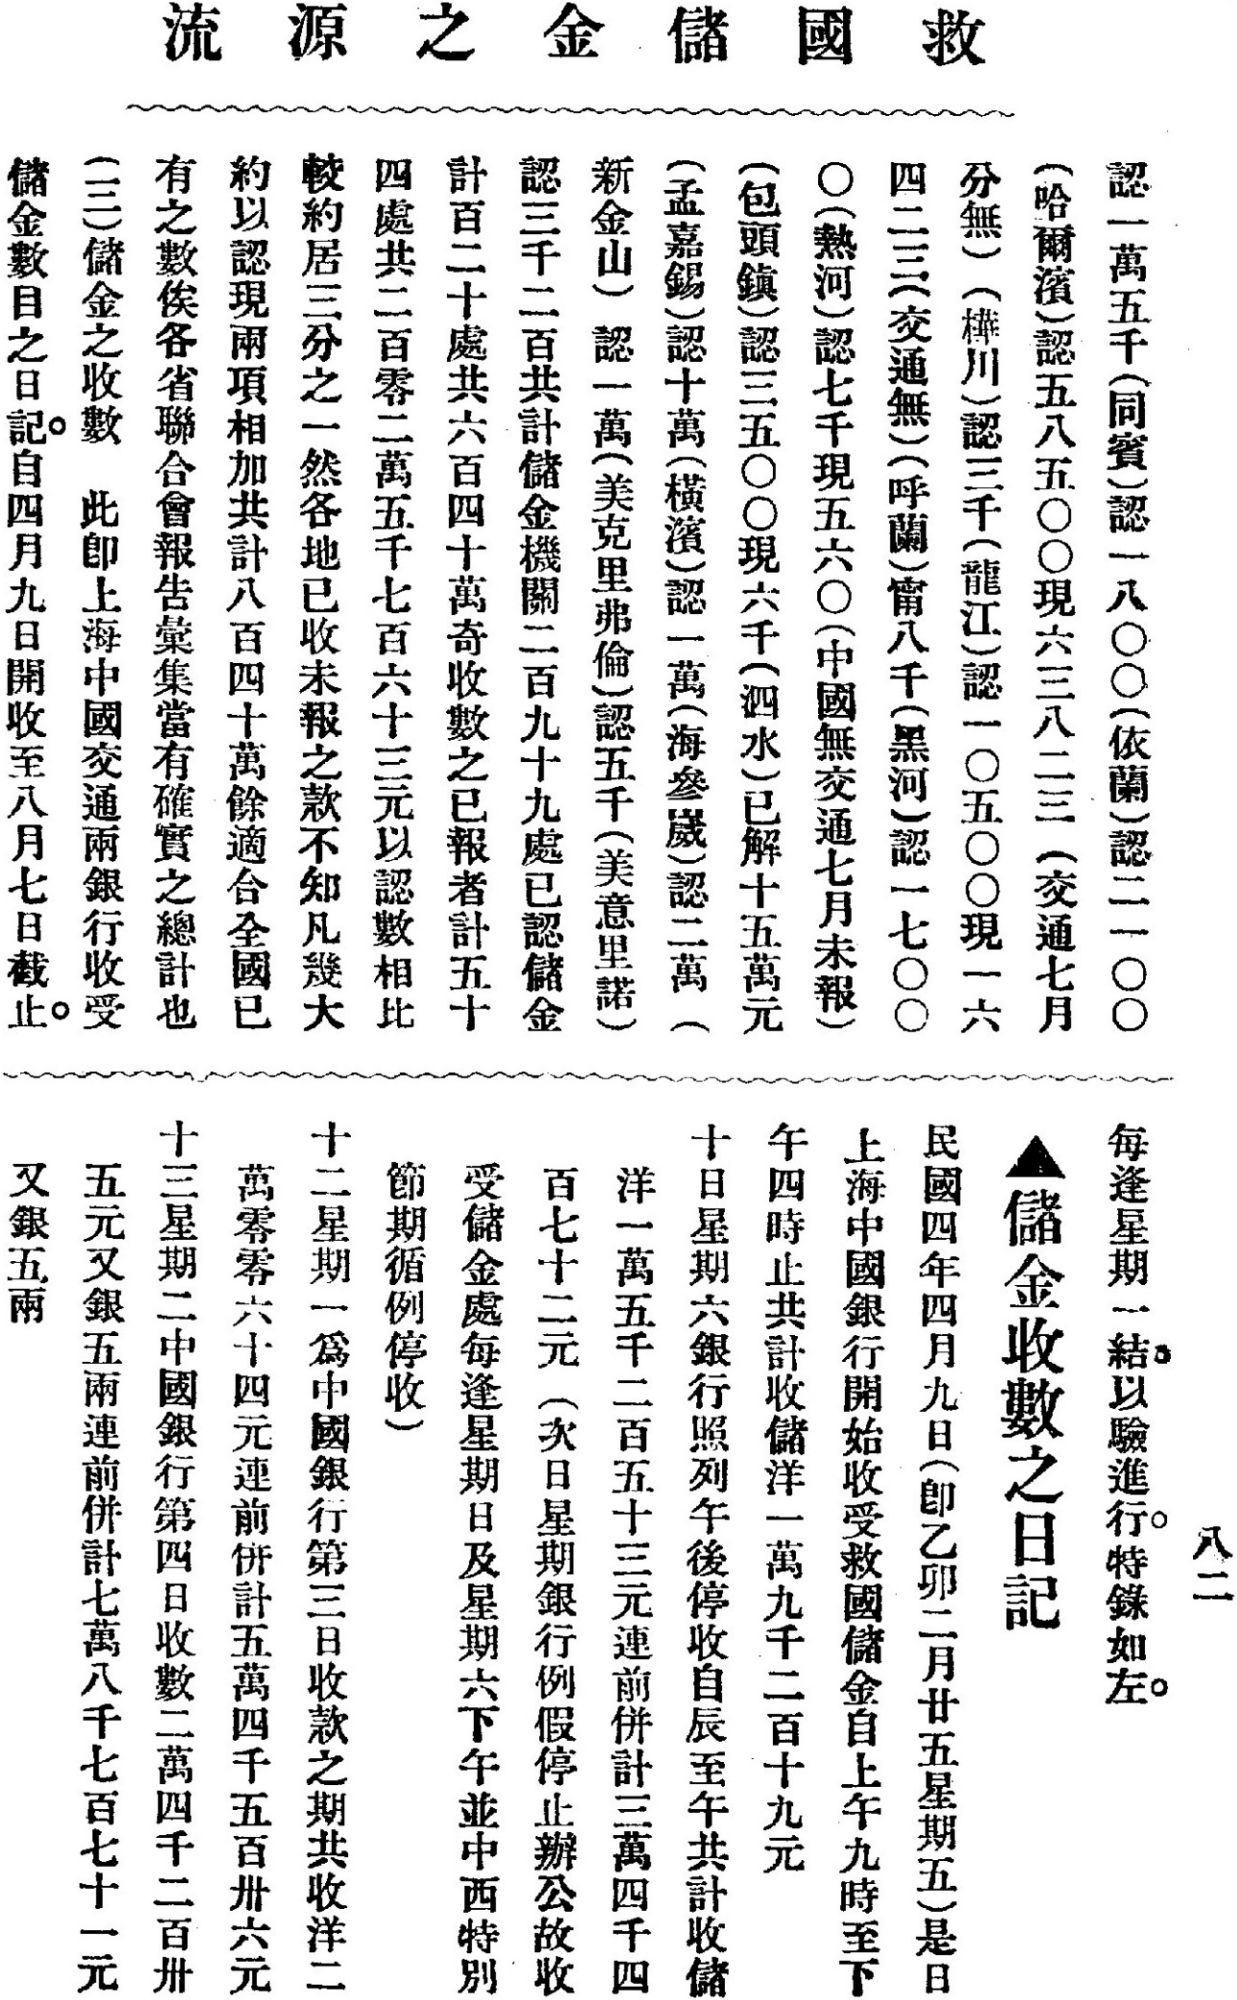 救國儲金之源流
認一萬五千(同賓)認一八〇〇(依蘭)認二一〇〇
(哈爾濱)認五八五〇〇現六三八二三(交通七月
分無)(樺川)認三千(龍江)認一〇五〇〇現一六
四二三(交通無)(呼蘭)甯八千(黑河)認一七〇〇
〇(熱河)認七千現五六〇(中國無交通七月未報)
(包頭鎮)認三五〇〇現六千(泗水)已解十五萬元
(孟嘉錫)認十萬(橫濱)認一萬(海參崴)認二萬(
新金山)認一萬(美克里弗倫)認五千(美意里諾)
認三千二百共計儲金機關二百九十九處已認儲金
計百二十處共六百四十萬奇收數之已報者計五十
四處共二百零二萬五千七百六十三元以認數相比
較約居三分之一然各地已收未報之款不知凡幾大
約以認現兩項相加共計八百四十萬餘適合全國已
有之數俟各省聯合會報告彙集當有確實之總計也
(三)儲金之收數 此卽上海中國交通兩銀行收受
儲金數目之日記。自四月九日開收至八月七日截止。
每逢星期一結。以驗進行。特錄如左。
▲儲金收數之日記
民國四年四月九日(卽乙卯二月廿五星期五)是日
上海中國銀行開始收受救國儲金自上午九時至下
午四時止共計收儲洋一萬九千二百十九元
十日星期六銀行照列午後停收自辰至午共計收儲
洋一萬五千二百五十三元連前併計三萬四千四
百七十二元(次日星期銀行例假停止辦公故收
受儲金處每逢星期日及星期六下午並中西特別
節期循例停收)
十二星期一爲中國銀行第三日收款之期共收洋二
萬零零六十四元連前併計五萬四千五百卅六元
十三星期二中國銀行第四日收數二萬四千二百卅
五元又銀五兩連前併計七萬八千七百七十一元
又銀五兩
八二